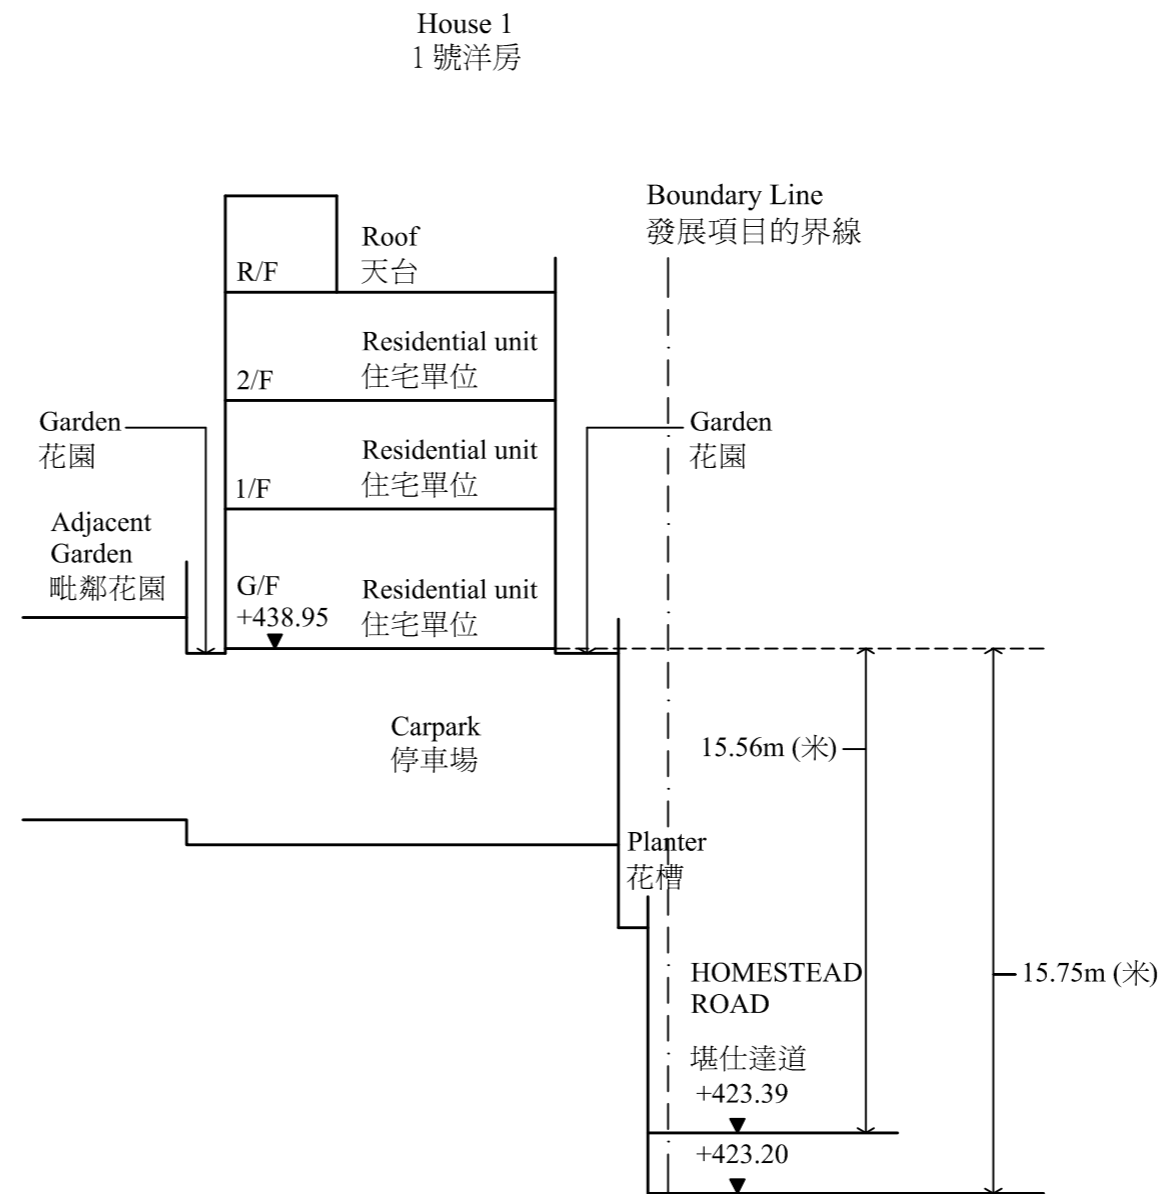 House 1
1 號洋房
Boundary Line
發展項目的界線
Roof
天台
R/F
Residential unit
住宅單位
2/F
Garden
花園
Garden
花園
Residential unit
住宅單位
1/F
Adjacent
Garden
毗鄰花園
G/F
+438.95
Residential unit
住宅單位
Carpark
停車場
15.56m (米)
Planter
花槽
HOMESTEAD
ROAD
堪仕達道
+423.39
15.75m (米)
+423.20